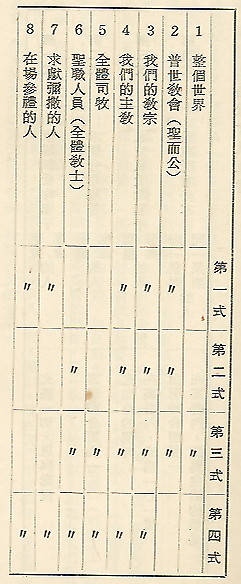 第一式 第二式 第三式 第四式
1 整個世界 〃
2 普世教會（聖而公） 〃 〃 〃
3 我們的教宗 〃 〃 〃 〃
4 我們的主教 〃 〃 〃 〃
5 全體司牧 〃 〃
6 聖職人員（全體教士） 〃 〃 〃
7 求獻彌撒的人 〃 〃
8 在場參禮的人 〃 〃